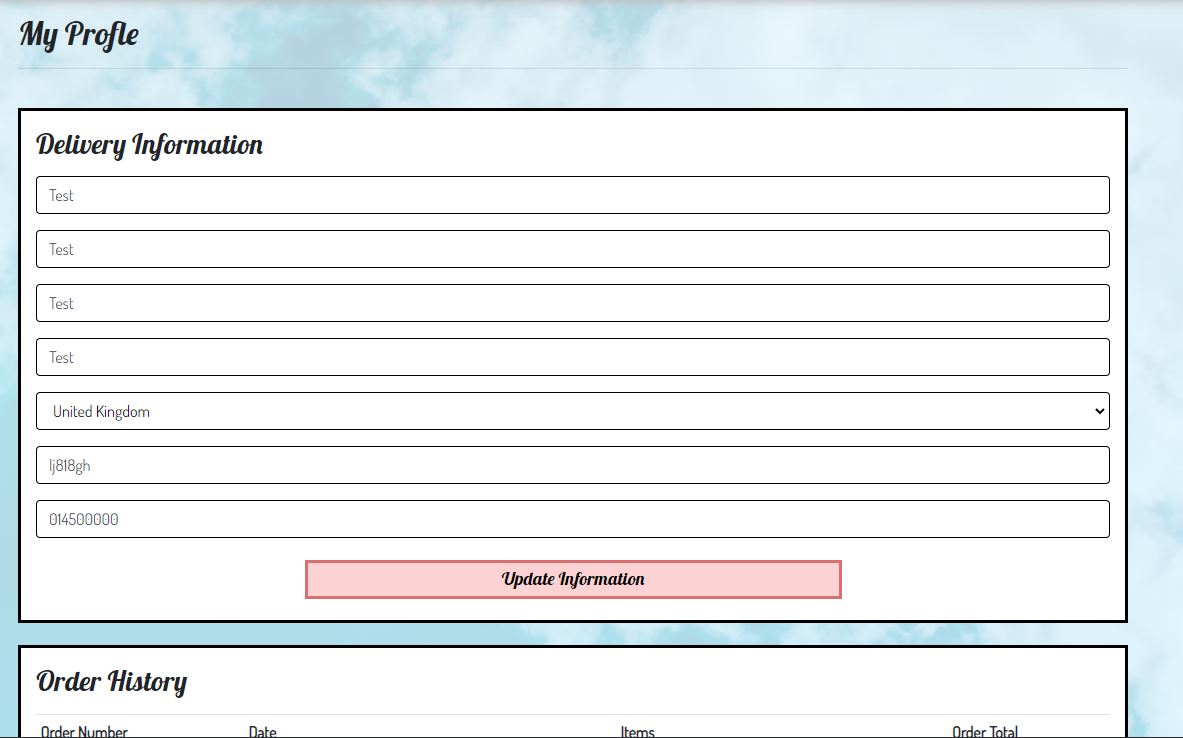 My Profile
Delivery Information
Test
Test
Test
Test
United Kingdom
lj818gh
014500000
Update Information
Order History
Order Number Date Items Order Total